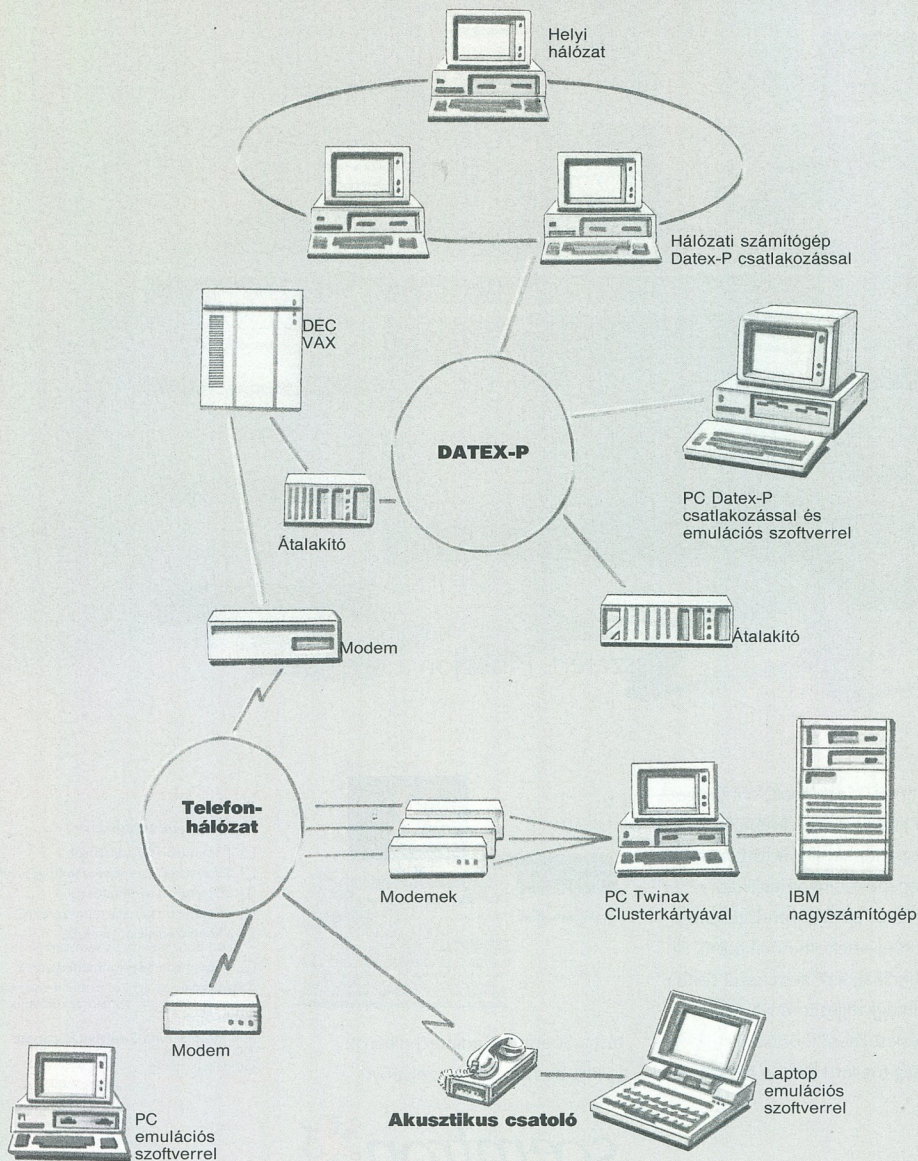 Helyi
hálózat
Hálózati számítógép
Datex-P csatlakozással
DEC
VAX
DATEX-P
PC Datex-P
csatlakozással és
emulációs szoftverrel
Átalakító
Átalakító
Modem
Telefon-
hálózat
Modemek
PC Twinax
Clusterkártyával
IBM
nagyszámítógép
Modem
Akusztikus csatoló
Laptop
emulációs
szoftverrel
PC
emulációs
szoftverrel